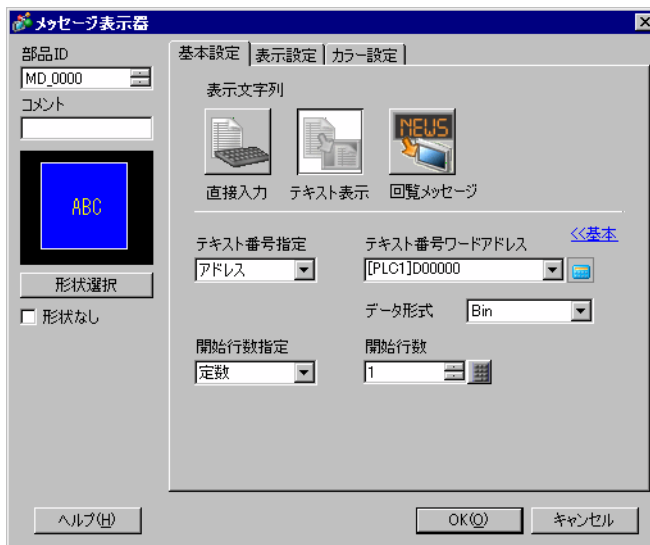 メッセージ表示器
部品ID
MD_0000
コメント
ABC
形状選択
形状なし
基本設定
表示設定
カラー設定
表示文字列
NEWS
直接入力
テキスト表示
回覧メッセージ
<<基本
テキスト番号指定
アドレス
テキスト番号ワードアドレス
[PLC1]D00000
データ形式
Bin
開始行数指定
定数
開始行数
1
ヘルプ(H)
OK(O)
キャンセル